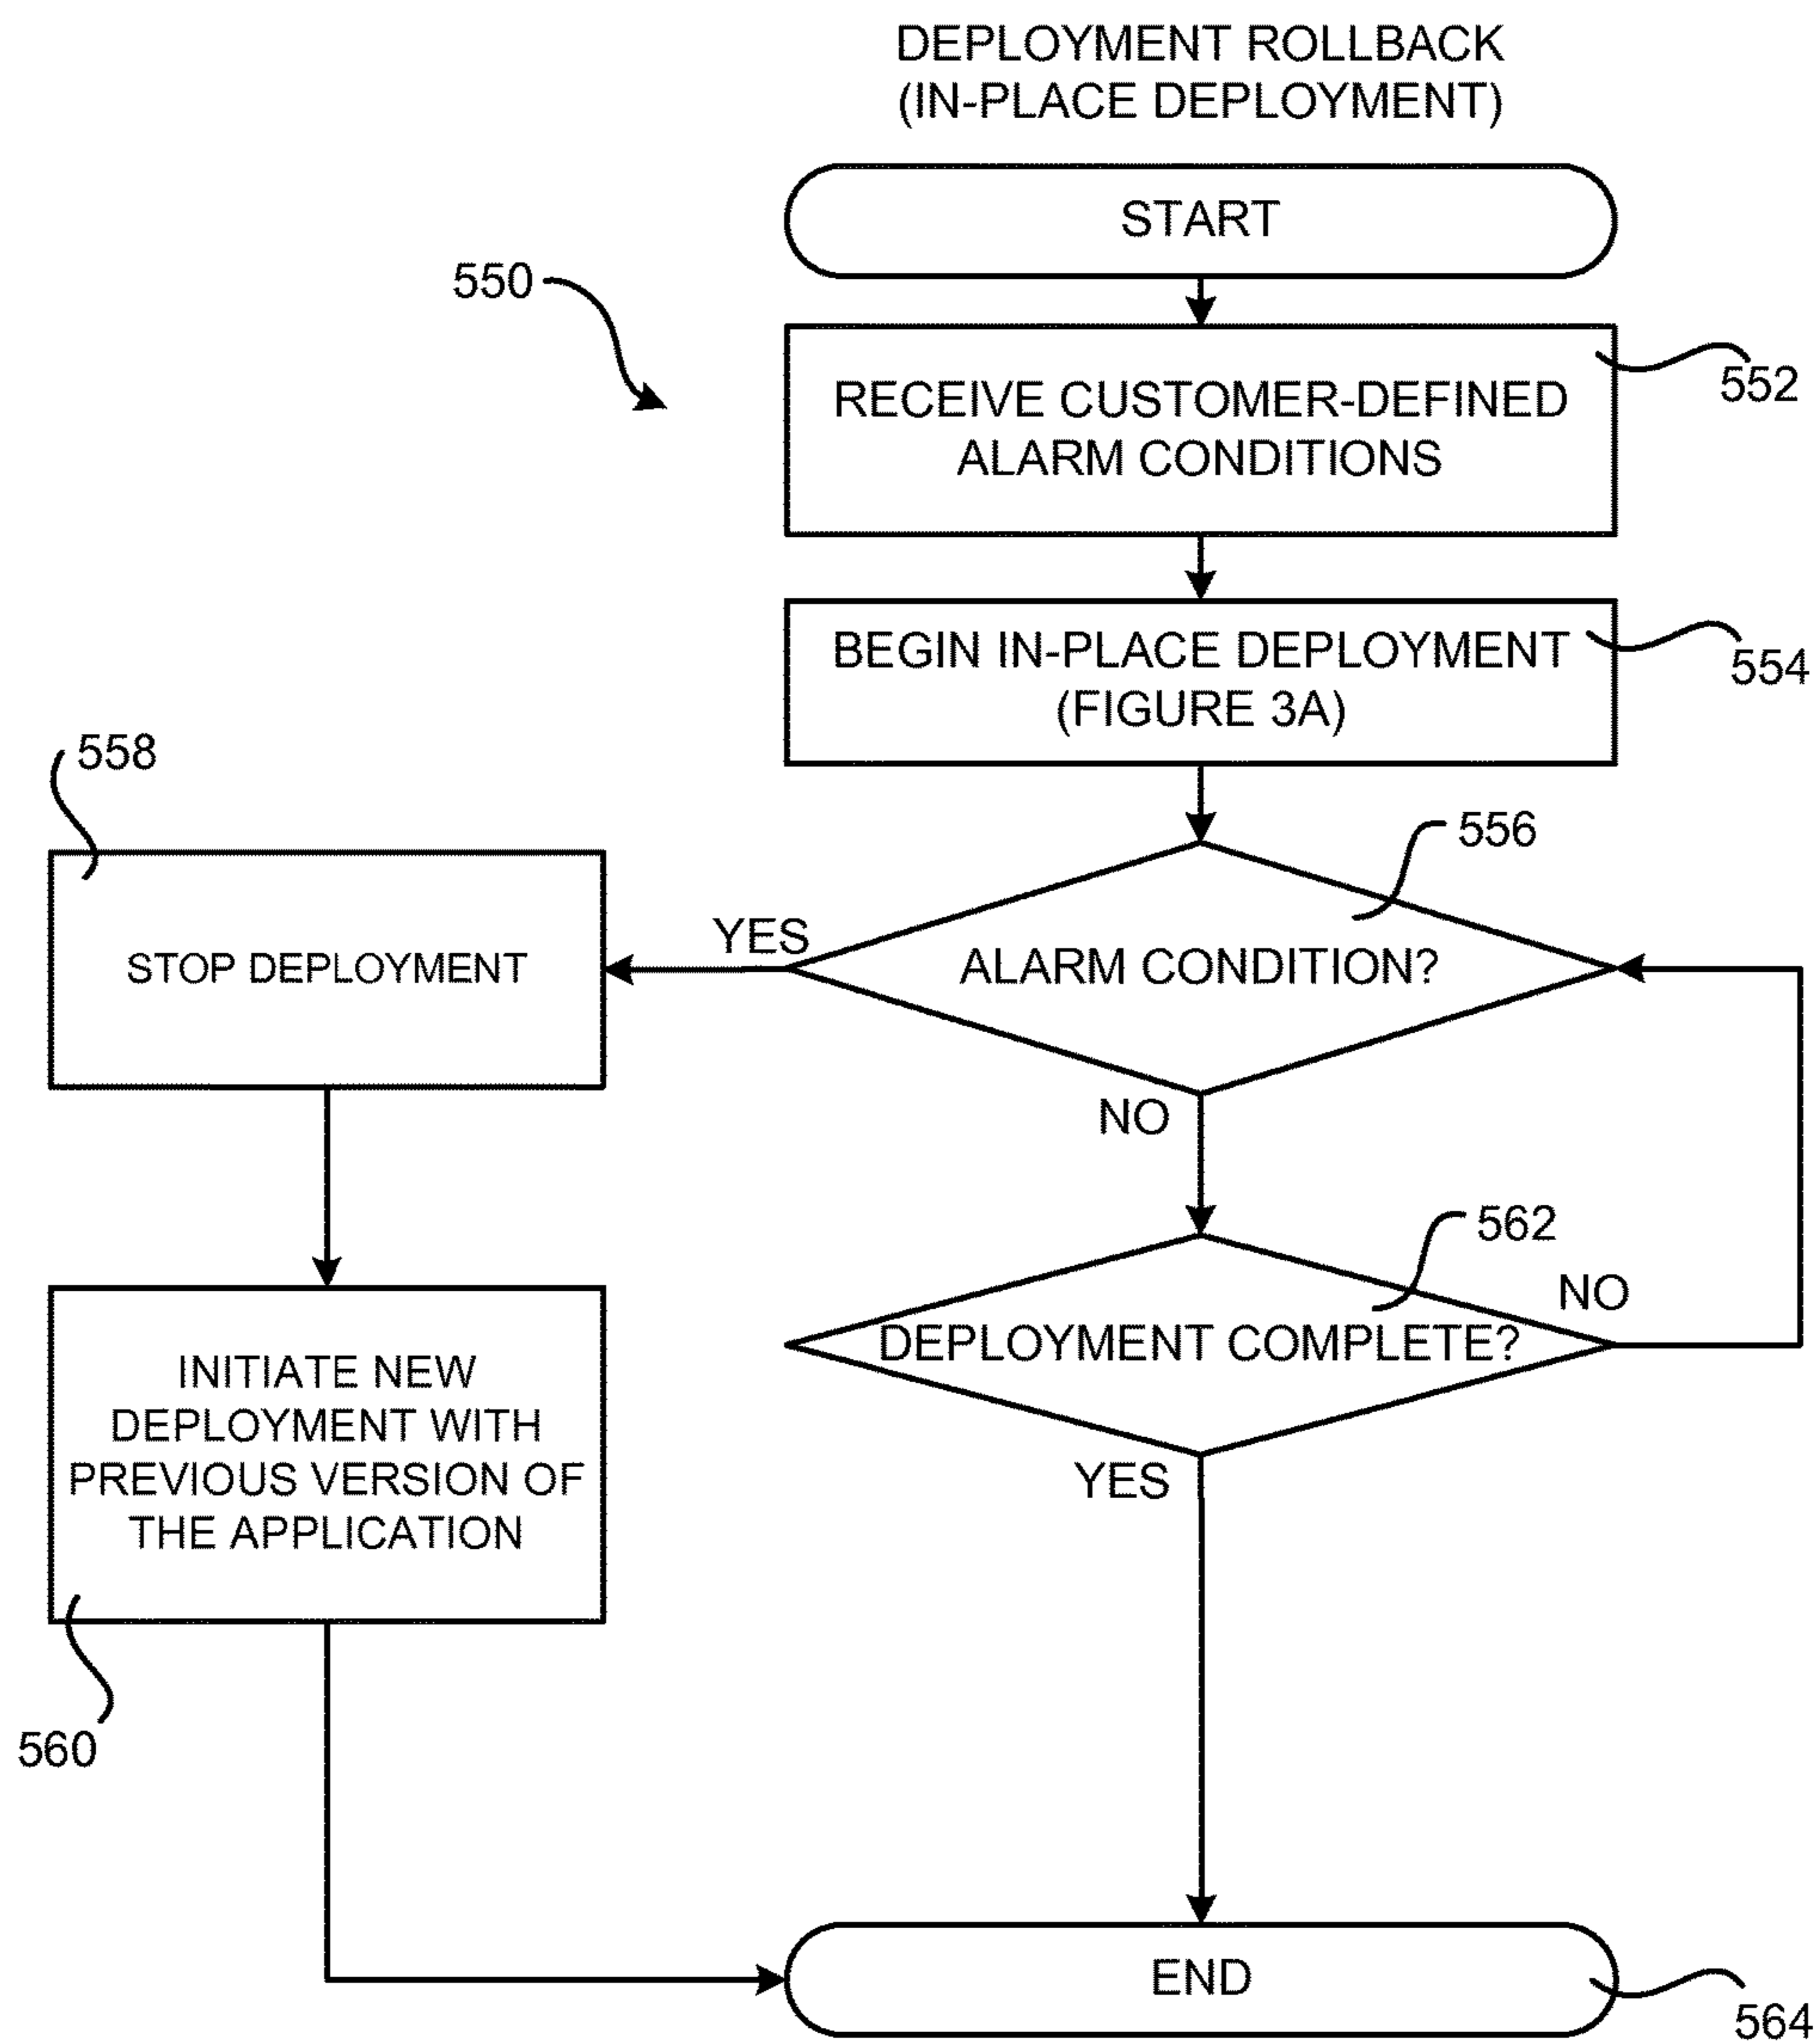 DEPLOYMENT ROLLBACK
(IN-PLACE DEPLOYMENT)
START
550
RECEIVE CUSTOMER-DEFINED
ALARM CONDITIONS
552
BEGIN IN-PLACE DEPLOYMENT
(FIGURE 3A)
554
558
556
YES
STOP DEPLOYMENT
ALARM CONDITION?
NO
562
NO
DEPLOYMENT COMPLETE?
INITIATE NEW
DEPLOYMENT WITH
PREVIOUS VERSION OF
THE APPLICATION
YES
560
END
564